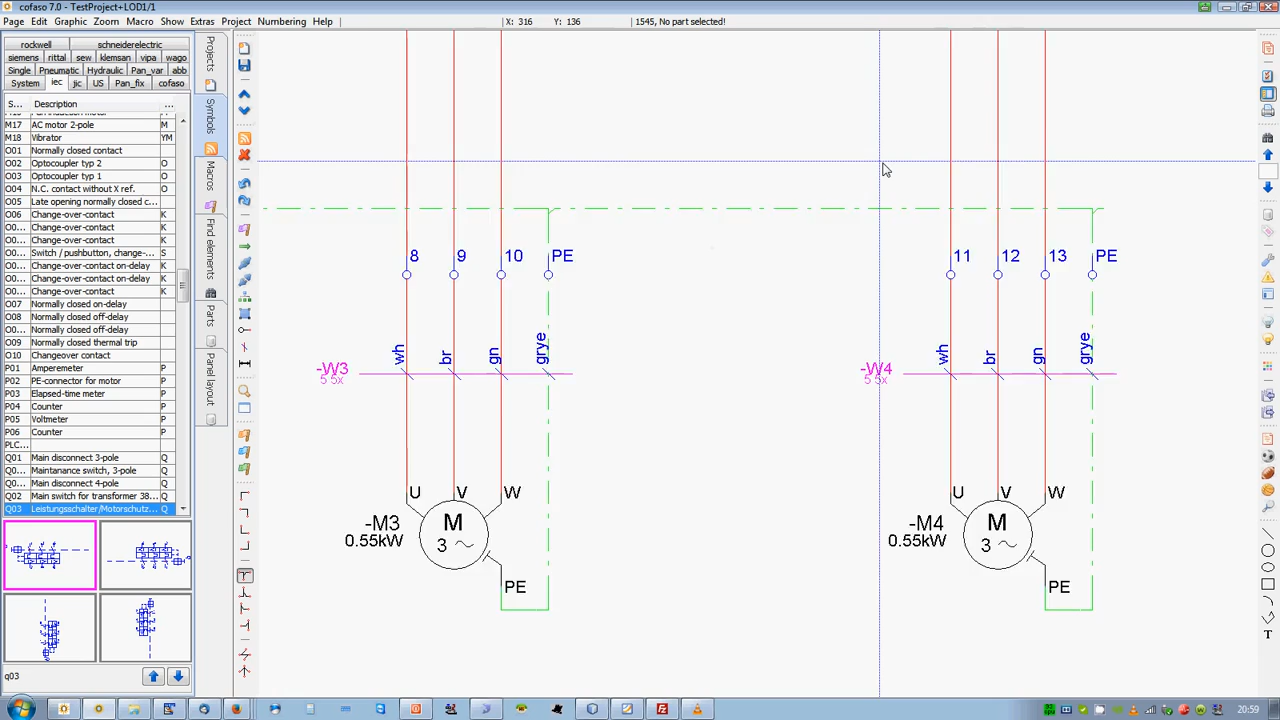 cofaso 7.0 - TestProject+LOD1/1
Page Edit Graphic Zoom Macro Show Extras Project Numbering Help
X: 316 Y: 136 1545, No part selected!
rockwell schneiderelectric
siemens rittal sew klemsan vipa wago
Single Pneumatic Hydraulic Pan_var abb
System iec jic US Pan_fix cofaso
S... Description ...
M17 AC motor 2-pole M
M18 Vibrator YM
O01 Normally closed contact
O02 Optocoupler typ 2 O
O03 Optocoupler typ 1 O
O04 N.C. contact without X ref. O
O05 Late opening normally closed c...
O06 Change-over-contact K
O0... Change-over-contact K
O0... Change-over-contact K
O0... Switch / pushbutton, change-... S
O0... Change-over-contact on-delay K
O0... Change-over-contact on-delay K
O0... Change-over-contact K
O07 Normally closed on-delay
O08 Normally closed off-delay
O0... Normally closed off-delay
O09 Normally closed thermal trip
O10 Changeover contact
P01 Amperemeter P
P02 PE-connector for motor P
P03 Elapsed-time meter P
P04 Counter P
P05 Voltmeter P
P06 Counter P
PLC...
Q01 Main disconnect 3-pole Q
Q0... Maintanance switch, 3-pole Q
Q0... Main disconnect 4-pole Q
Q02 Main switch for transformer 38... Q
Q03 Leistungsschalter/Motorschutz... Q
q03
Projects
Symbols
Macros
Find elements
Parts
Panel layout
8 9 10 PE 11 12 13 PE
wh br gn grye wh br gn grye
-W3 -W4
5 5x 5 5x
U V W U V W
-M3 M -M4 M
0.55kW 3 0.55kW 3
PE PE
T
20:59